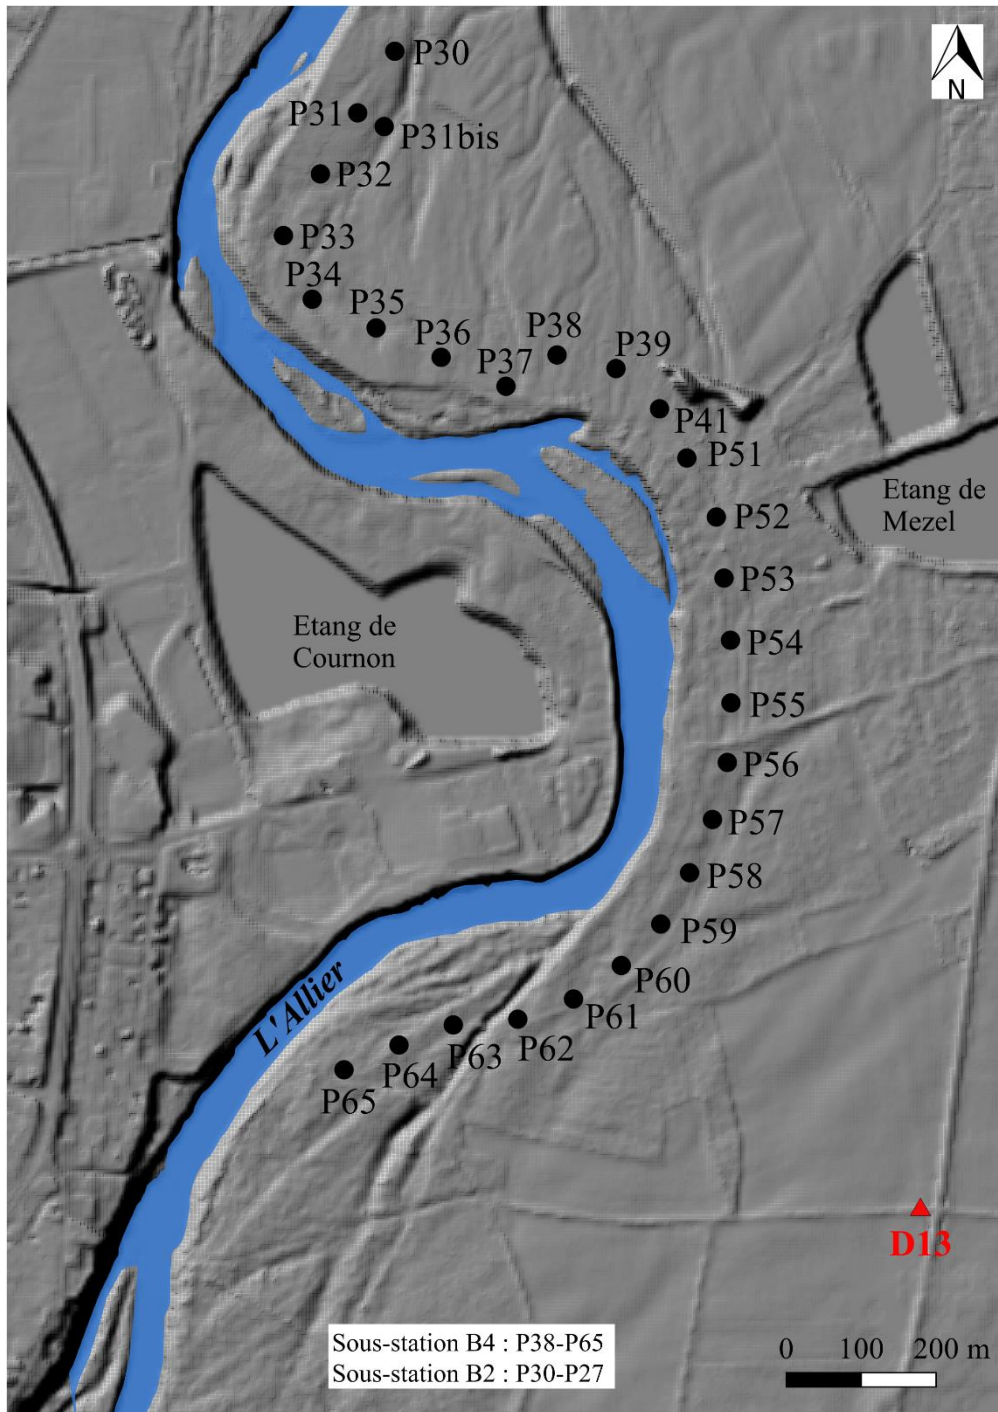 P30
N
P31
P31bis
P32
P33
P34
P35
P36
P37
P38
P39
P41
P51
P52
Etang de
Mezel
P53
P54
Etang de
Cournon
P55
P56
P57
P58
P59
P60
P61
P62
P63
P64
P65
L'Allier
D13
Sous-station B4 : P38-P65
Sous-station B2 : P30-P27
0 100 200 m